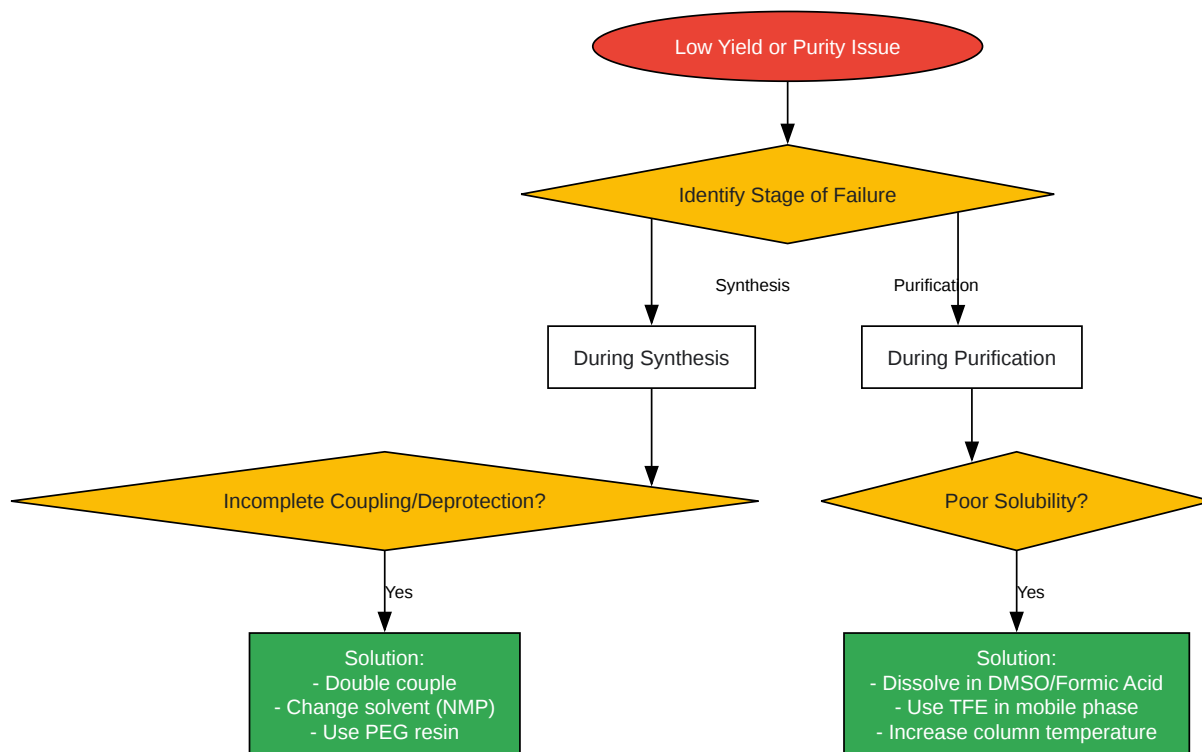 Low Yield or Purity Issue
Identify Stage of Failure
Synthesis
Purification
During Synthesis
During Purification
Incomplete Coupling/Deprotection?
Poor Solubility?
Yes
Yes
Solution:
- Double couple
- Change solvent (NMP)
- Use PEG resin
Solution:
- Dissolve in DMSO/Formic Acid
- Use TFE in mobile phase
- Increase column temperature